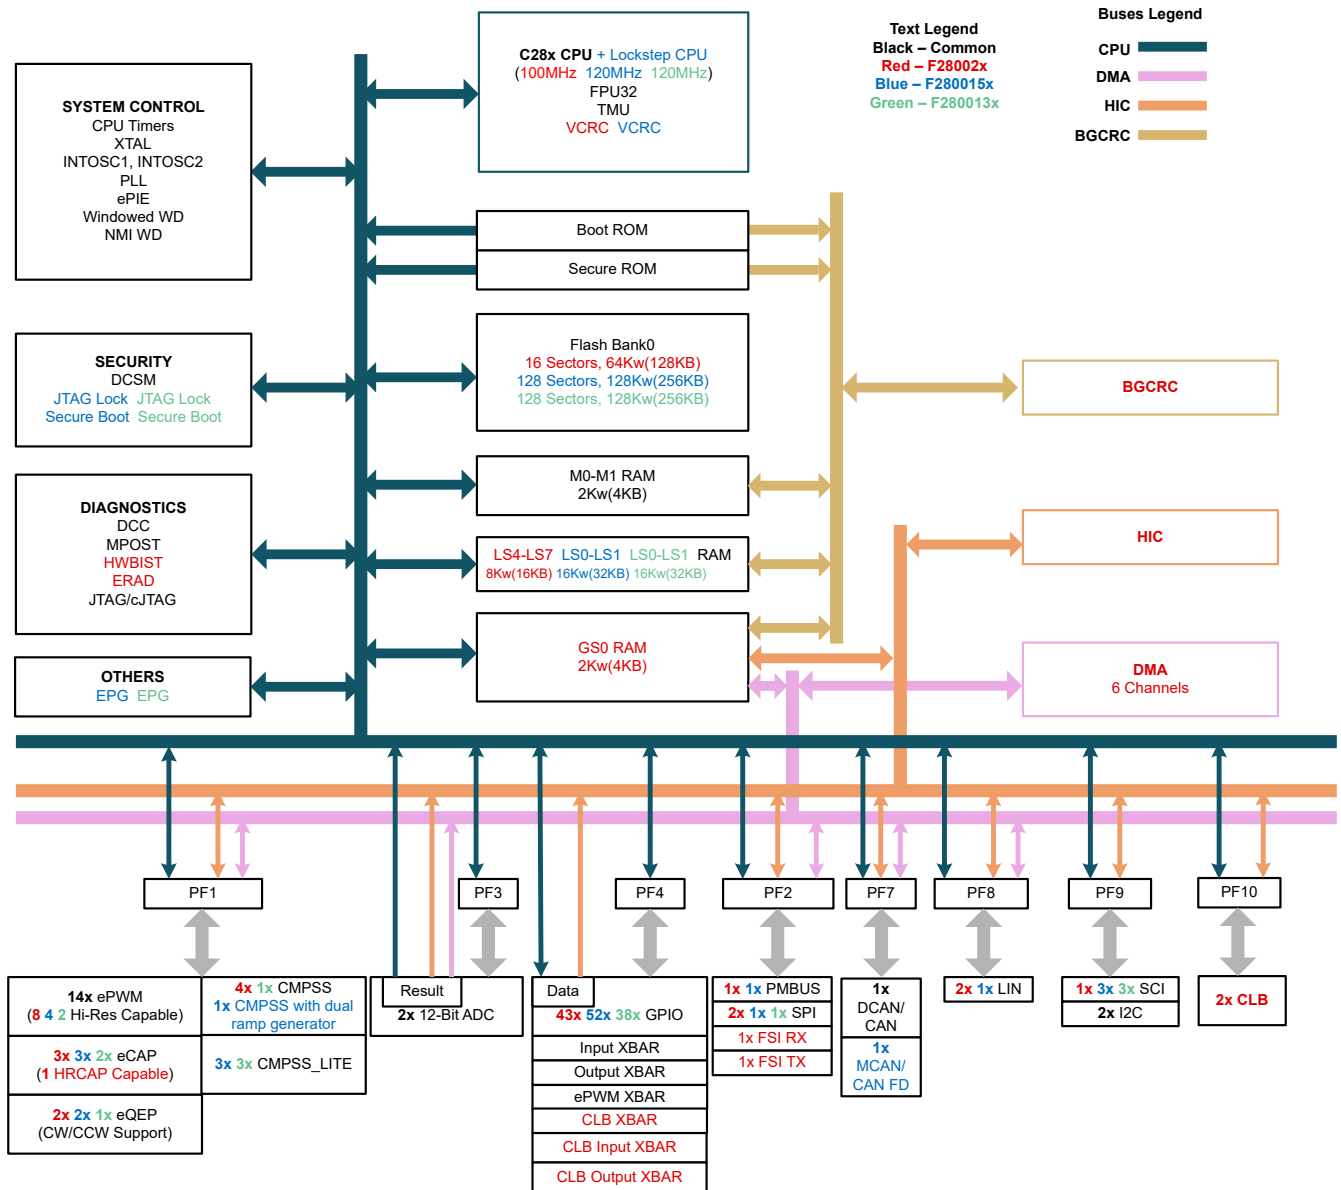 Text Legend
Black – Common
Red – F28002x
Blue – F280015x
Green – F280013x
Buses Legend
CPU
DMA
HIC
BGCRC
C28x CPU + Lockstep CPU
(100MHz 120MHz 120MHz)
FPU32
TMU
VCRC VCRC
SYSTEM CONTROL
CPU Timers
XTAL
INTOSC1, INTOSC2
PLL
ePIE
Windowed WD
NMI WD
Boot ROM
Secure ROM
SECURITY
DCSM
JTAG Lock JTAG Lock
Secure Boot Secure Boot
Flash Bank0
16 Sectors, 64Kw(128KB)
128 Sectors, 128Kw(256KB)
128 Sectors, 128Kw(256KB)
BGCRC
DIAGNOSTICS
DCC
MPOST
HWBIST
ERAD
JTAG/cJTAG
M0-M1 RAM
2Kw(4KB)
LS4-LS7 LS0-LS1 LS0-LS1 RAM
8Kw(16KB) 16Kw(32KB) 16Kw(32KB)
HIC
OTHERS
EPG EPG
GS0 RAM
2Kw(4KB)
DMA
6 Channels
PF1
PF3
PF4
PF2
PF7
PF8
PF9
PF10
14x ePWM
(8 4 2 Hi-Res Capable)
3x 3x 2x eCAP
(1 HRCAP Capable)
2x 2x 1x eQEP
(CW/CCW Support)
4x 1x CMPSS
1x CMPSS with dual
ramp generator
3x 3x CMPSS_LITE
Result
2x 12-Bit ADC
Data
43x 52x 38x GPIO
Input XBAR
Output XBAR
ePWM XBAR
CLB XBAR
CLB Input XBAR
CLB Output XBAR
1x 1x PMBUS
2x 1x 1x SPI
1x FSI RX
1x FSI TX
1x
DCAN/
CAN
1x
MCAN/
CAN FD
2x 1x LIN
1x 3x 3x SCI
2x I2C
2x CLB